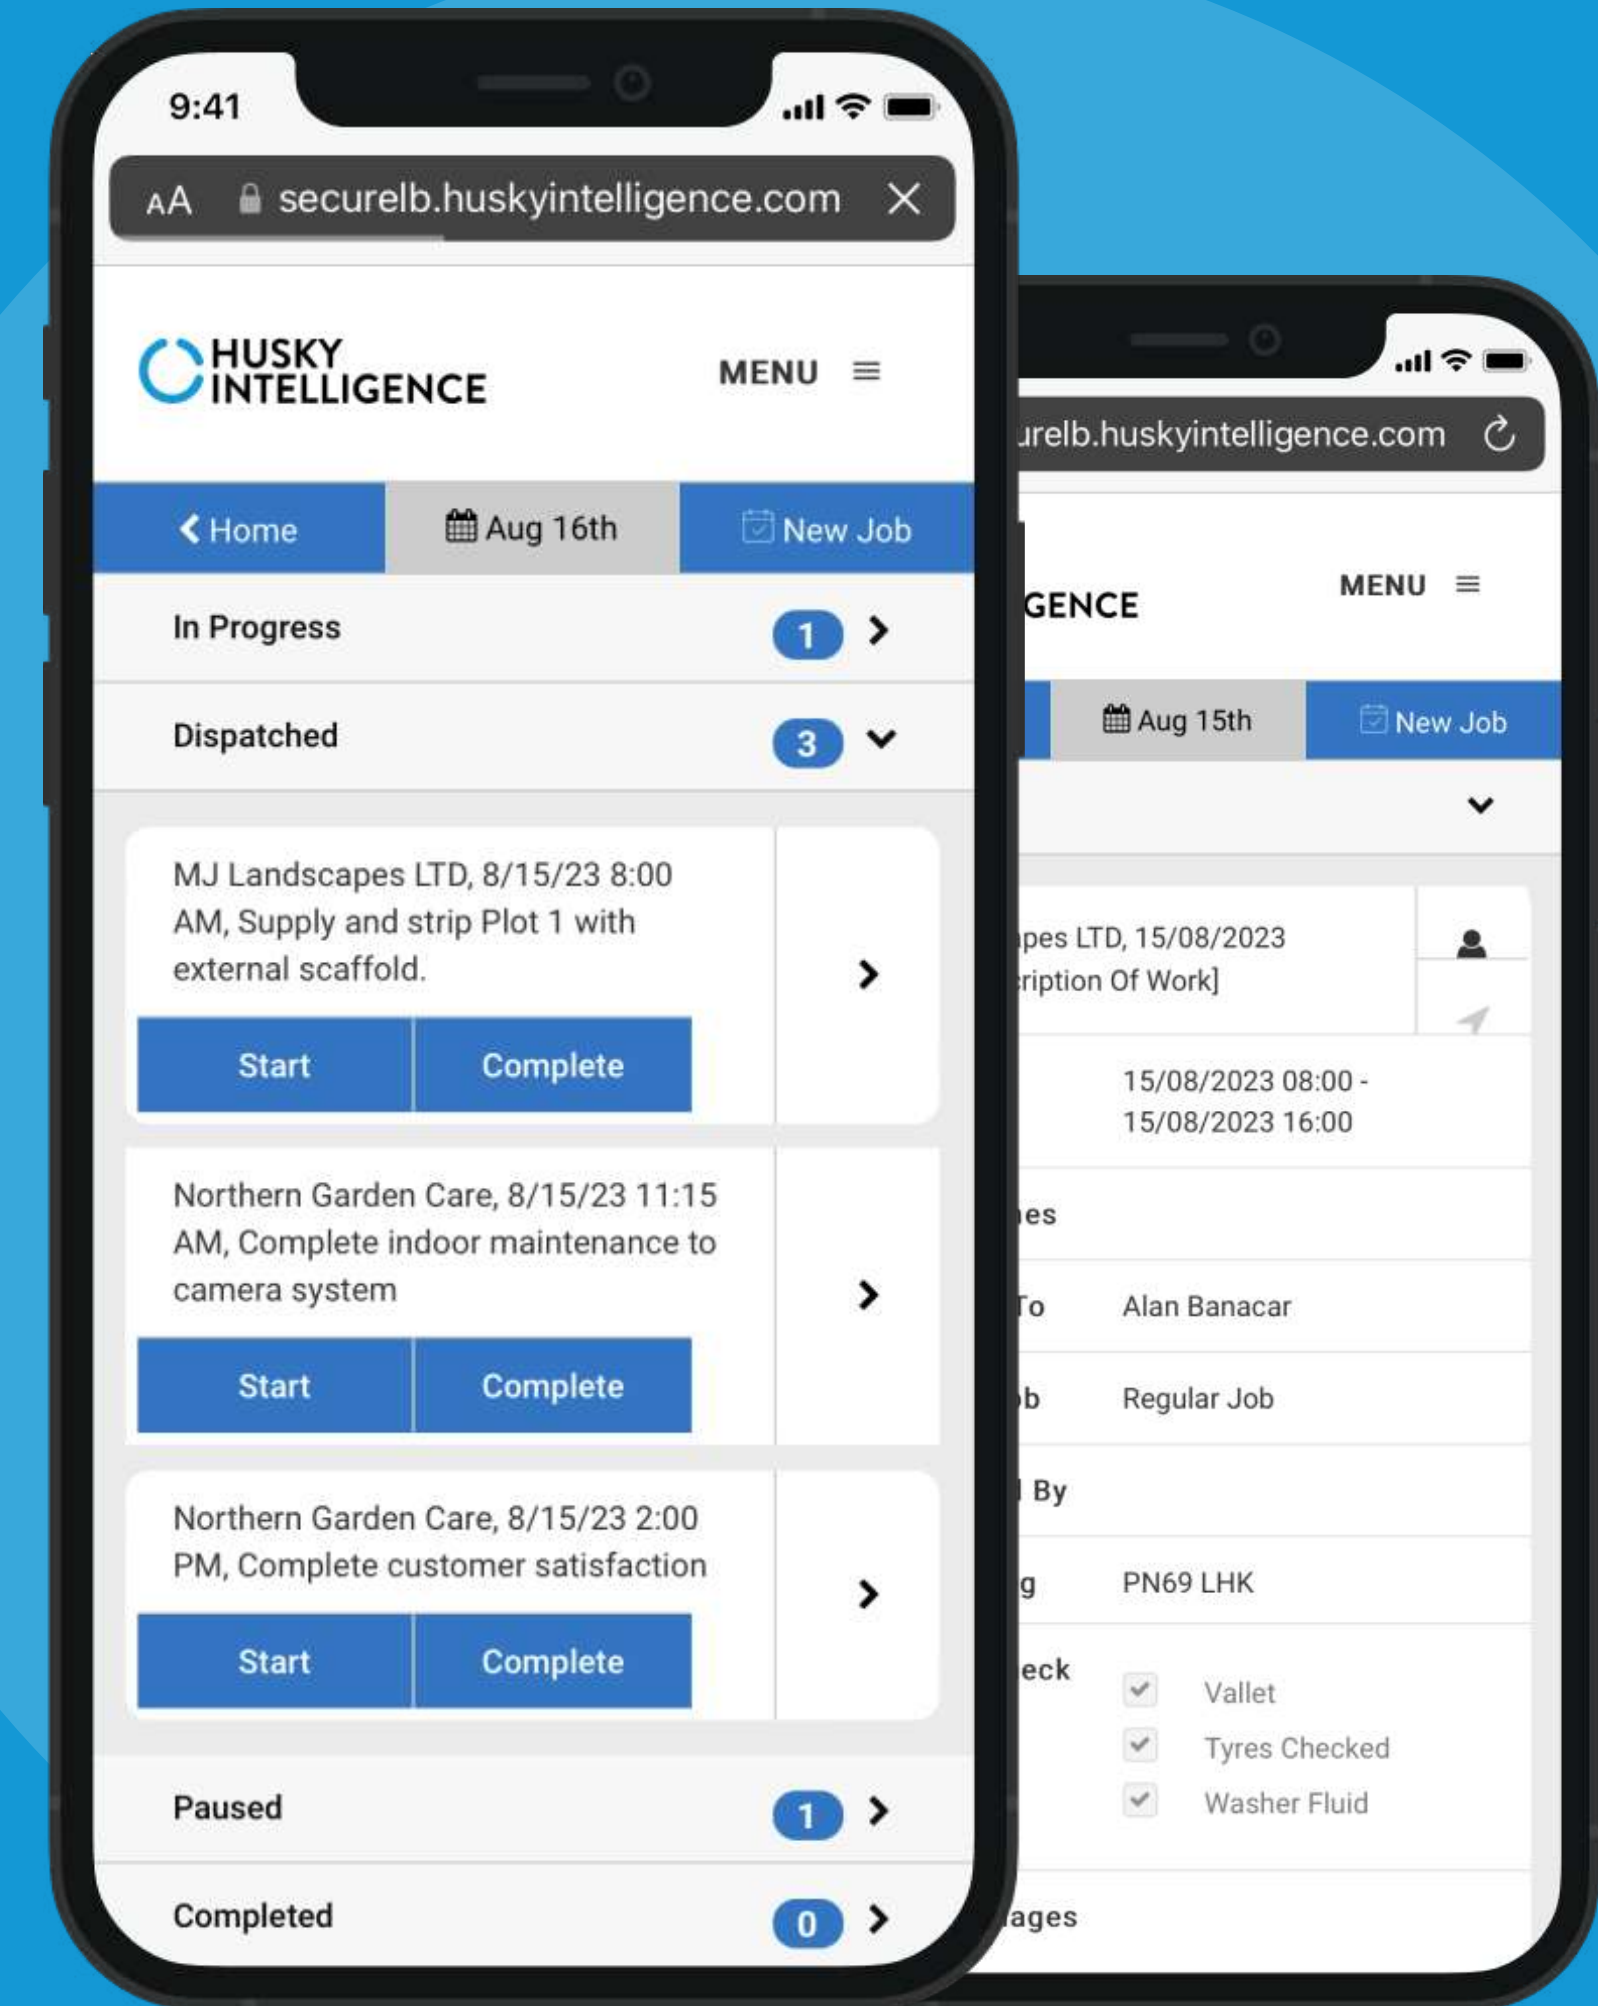 9:41
AA securelb.huskyintelligence.com
HUSKY
INTELLIGENCE
MENU
Home
Aug 16th
New Job
In Progress
1
Dispatched
3
MJ Landscapes LTD, 8/15/23 8:00
AM, Supply and strip Plot 1 with
external scaffold.
Start
Complete
Northern Garden Care, 8/15/23 11:15
AM, Complete indoor maintenance to
camera system
Start
Complete
Northern Garden Care, 8/15/23 2:00
PM, Complete customer satisfaction
Start
Complete
Paused
1
Completed
0
urelb.huskyintelligence.com
GENCE
MENU
Aug 15th
New Job
apes LTD, 15/08/2023
cription Of Work]
15/08/2023 08:00 -
15/08/2023 16:00
es
To Alan Banacar
ob Regular Job
By
g PN69 LHK
eck
Vallet
Tyres Checked
Washer Fluid
ages